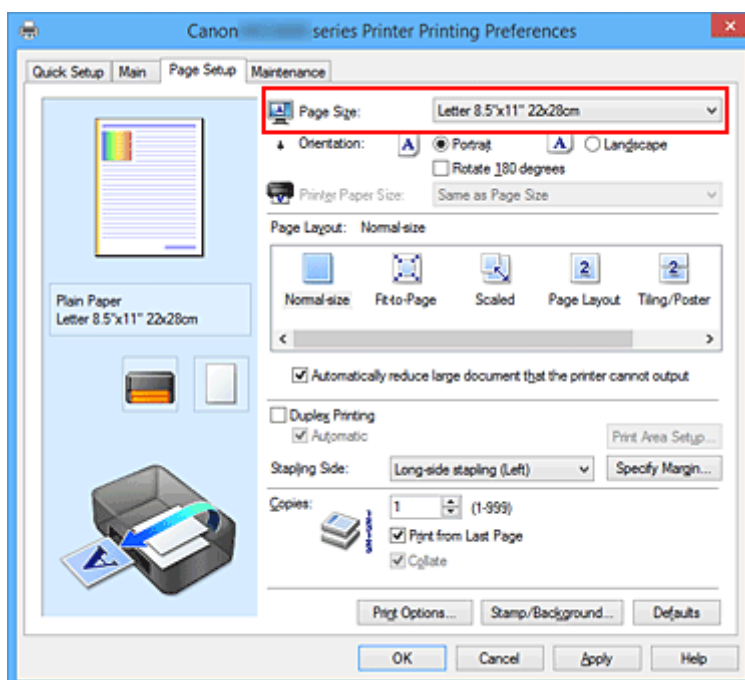 Canon series Printer Printing Preferences
Quick Setup Main Page Setup Maintenance
Page Size: Letter 8.5"x11" 22x28cm
Orientation: A Portrait A Landscape
Rotate 180 degrees
Printer Paper Size: Same as Page Size
Page Layout: Normal-size
2 2
Normal-size Fit-to-Page Scaled Page Layout Tiling/Poster
Plain Paper
Letter 8.5"x11" 22x28cm
Automatically reduce large document that the printer cannot output
Duplex Printing
Automatic
Print Area Setup...
Stapling Side: Long-side stapling (Left) Specify Margin...
Copies: 1 (1-999)
Print from Last Page
Collate
A
Print Options... Stamp/Background... Defaults
OK Cancel Apply Help